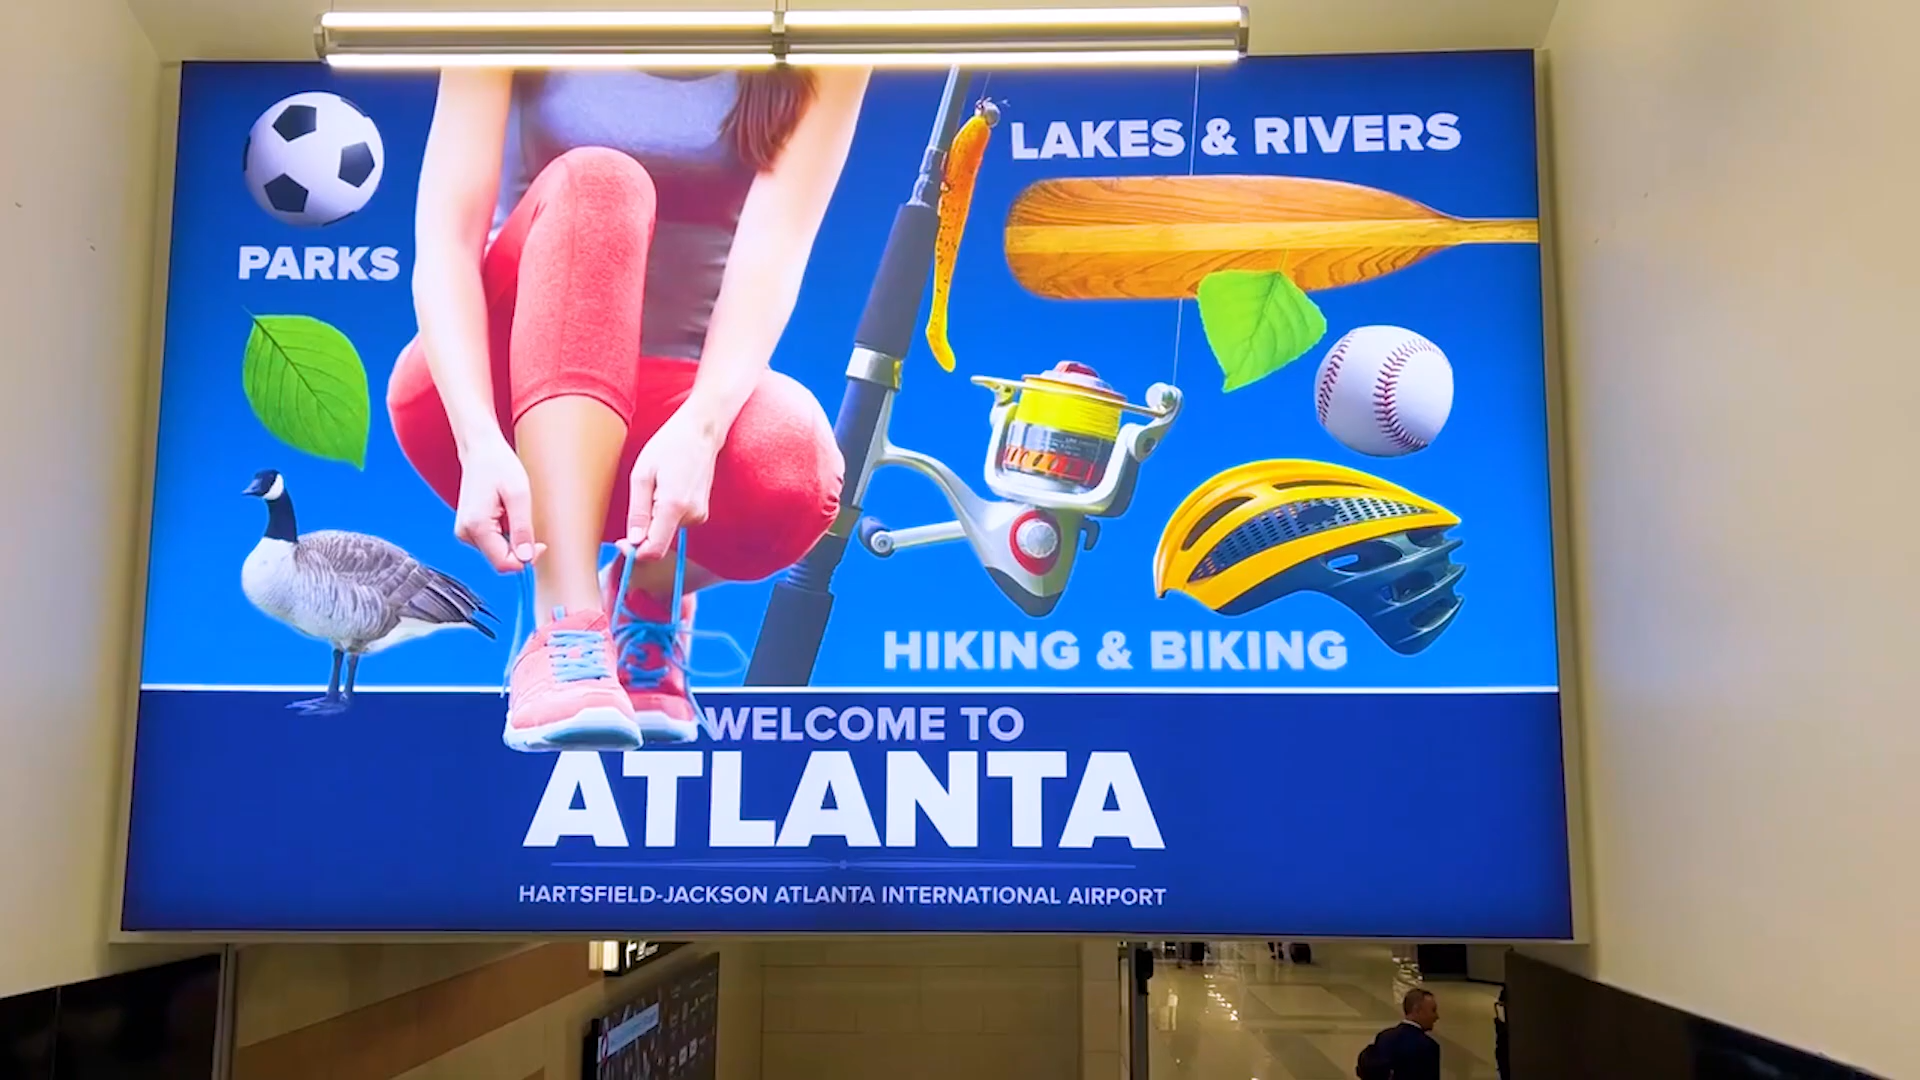 LAKES & RIVERS
PARKS
HIKING & BIKING
WELCOME TO
ATLANTA
HARTSFIELD-JACKSON ATLANTA INTERNATIONAL AIRPORT